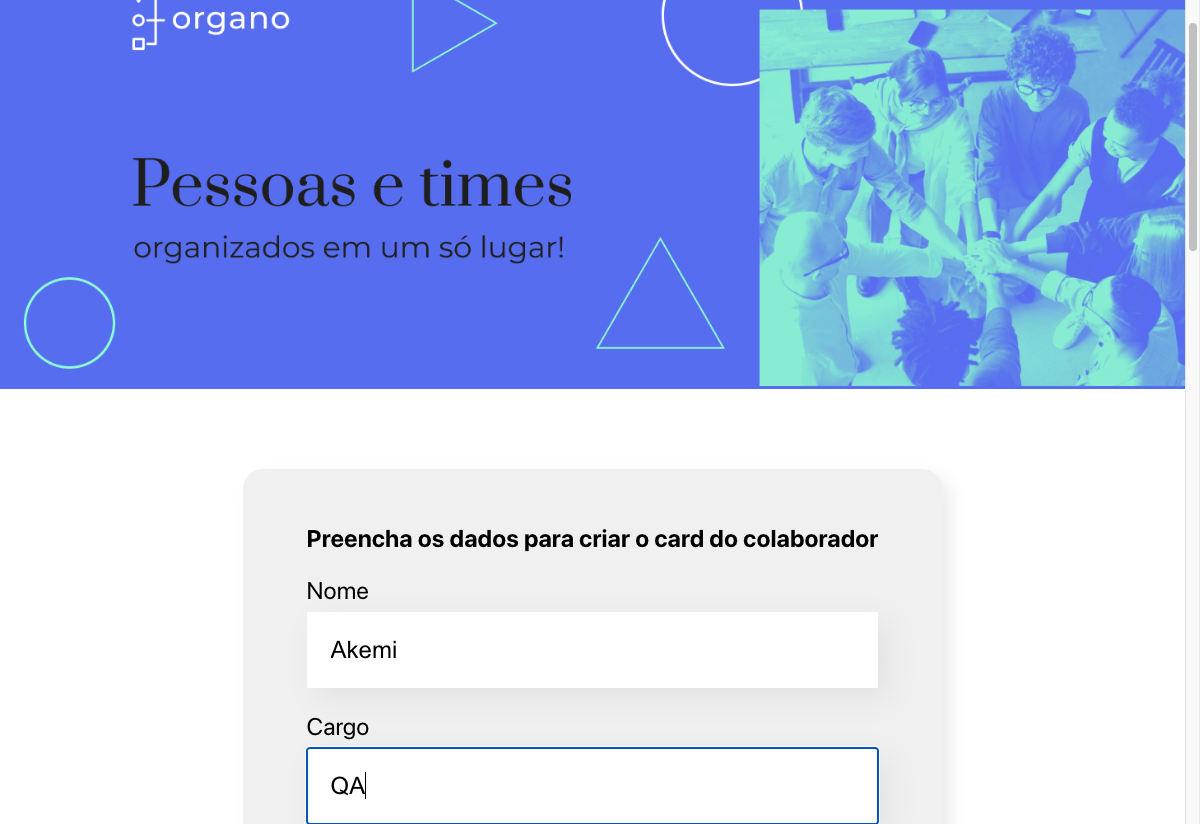 organo
Pessoas e times
organizados em um só lugar!
Preencha os dados para criar o card do colaborador
Nome
Akemi
Cargo
QA